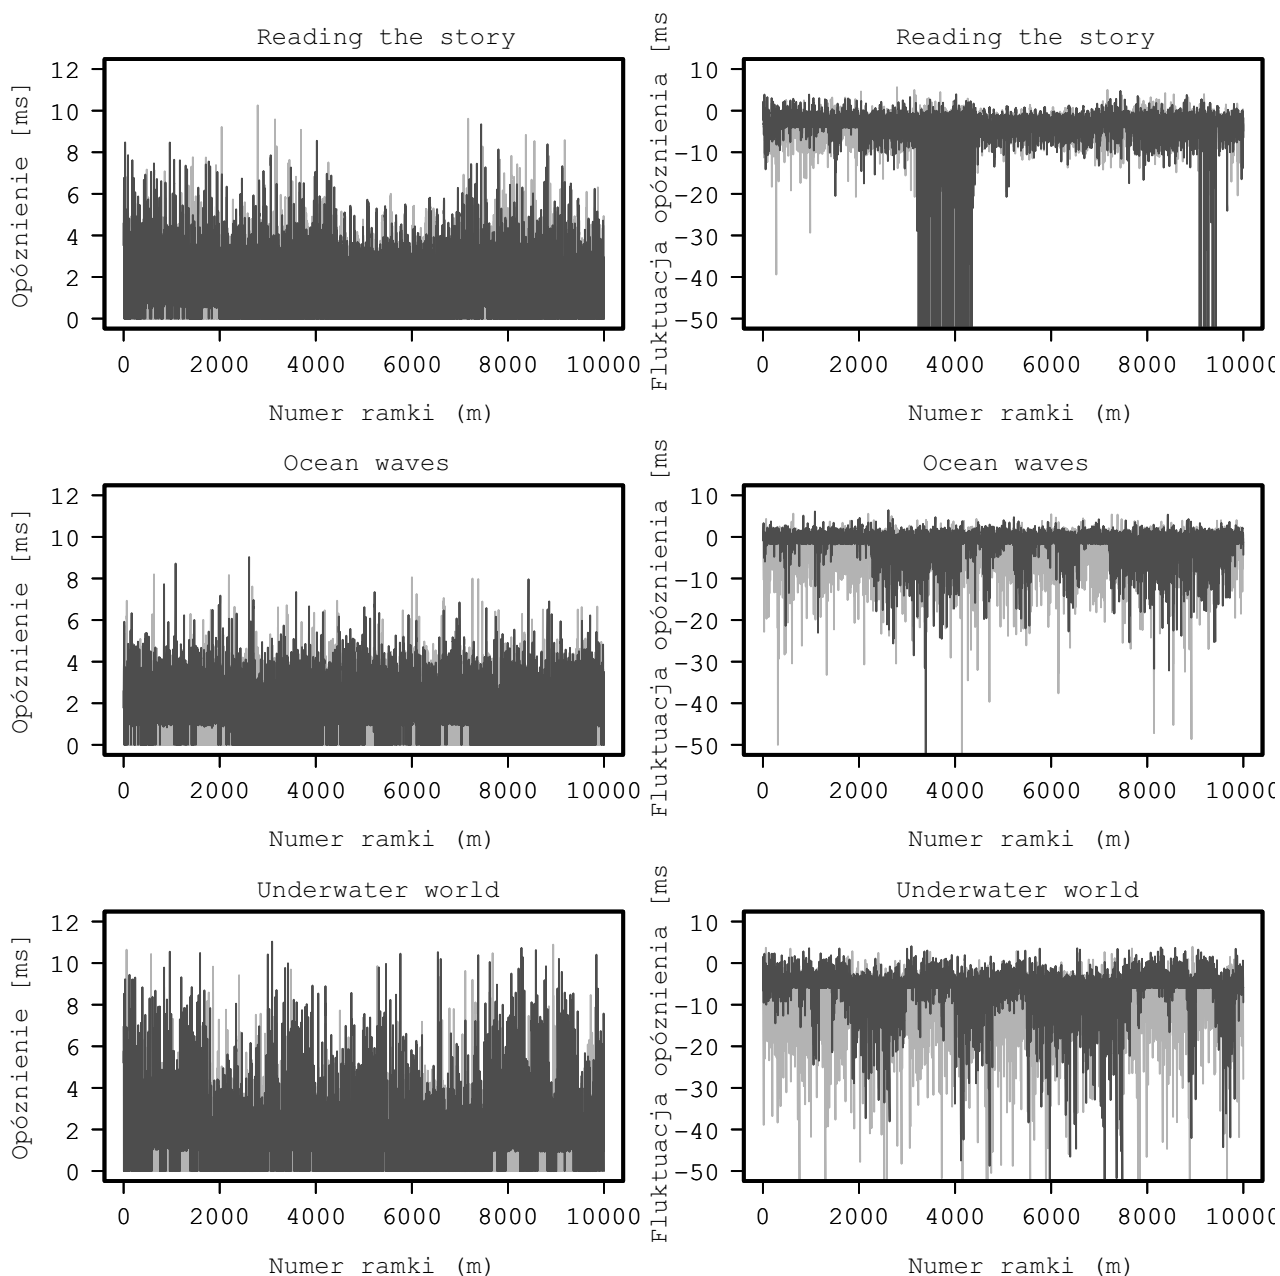 Reading the story
Opóznienie [ms]
12
10
8
6
4
2
0
0 2000 4000 6000 8000 10000
Numer ramki (m)
Reading the story
Fluktuacja opóznienia [ms
10
0
−10
−20
−30
−40
−50
0 2000 4000 6000 8000 10000
Numer ramki (m)
Ocean waves
Opóznienie [ms]
12
10
8
6
4
2
0
0 2000 4000 6000 8000 10000
Numer ramki (m)
Ocean waves
Fluktuacja opóznienia [ms
10
0
−10
−20
−30
−40
−50
0 2000 4000 6000 8000 10000
Numer ramki (m)
Underwater world
Opóznienie [ms]
12
10
8
6
4
2
0
0 2000 4000 6000 8000 10000
Numer ramki (m)
Underwater world
Fluktuacja opóznienia [ms
10
0
−10
−20
−30
−40
−50
0 2000 4000 6000 8000 10000
Numer ramki (m)